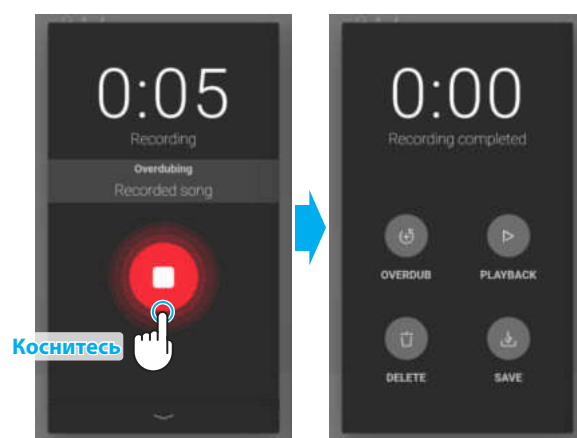 0:05
Recording
Overdubing
Recorded song
Коснитесь
0:00
Recording completed
OVERDUB
PLAYBACK
DELETE
SAVE